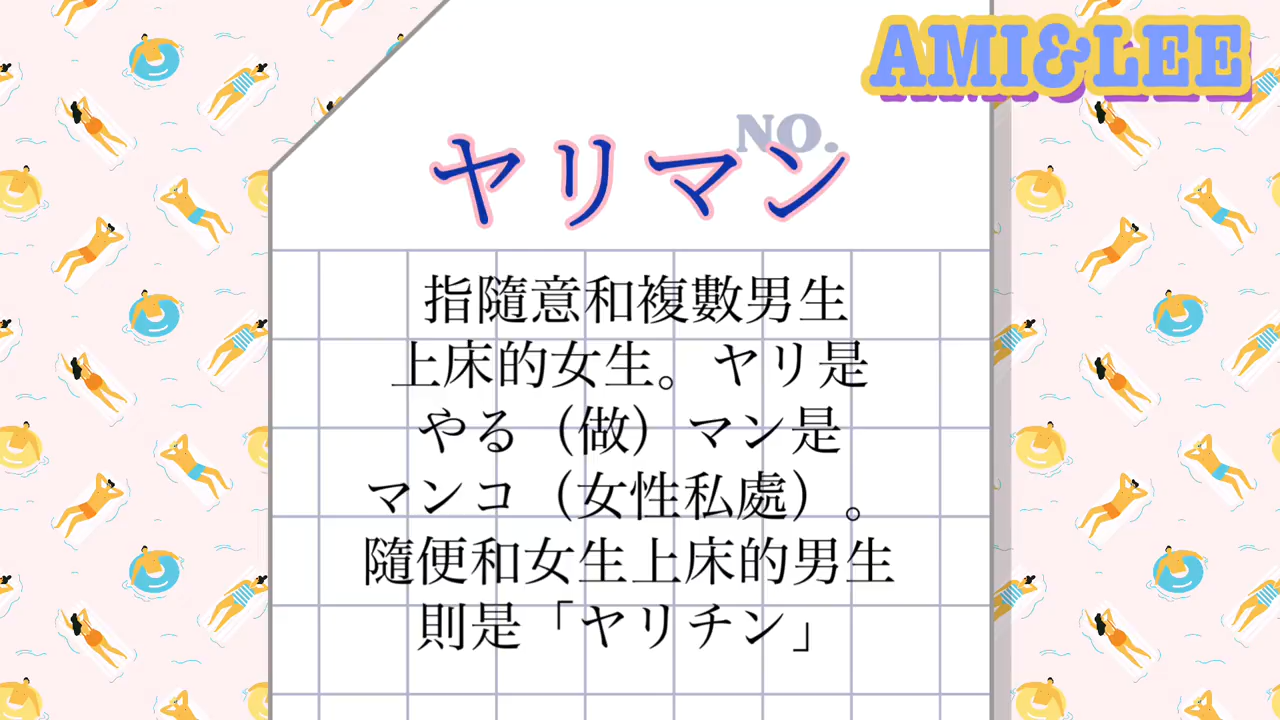 AMI&LEE
NO.
ヤリマン
指隨意和複數男生
上床的女生。ヤリ是
やる（做）マン是
マンコ（女性私處）。
隨便和女生上床的男生
則是「ヤリチン」